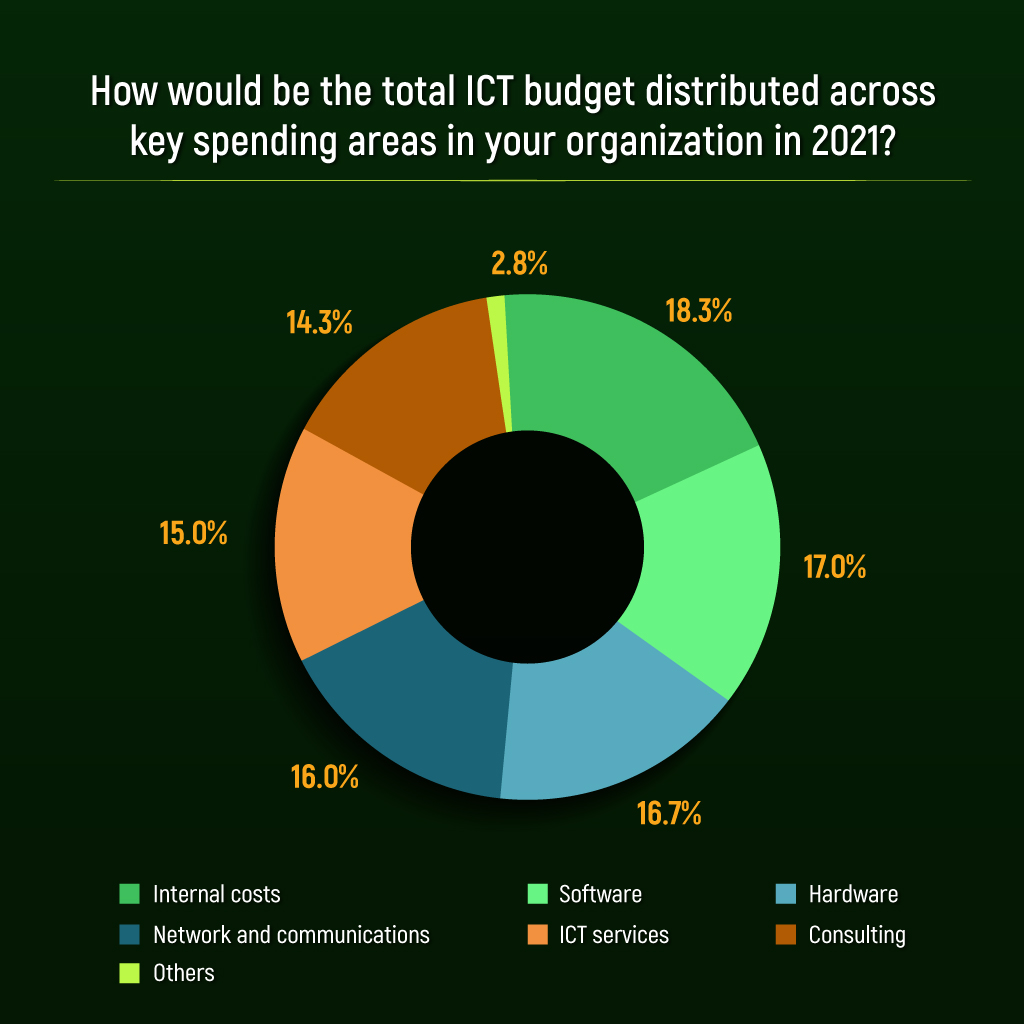 How would be the total ICT budget distributed across
key spending areas in your organization in 2021?
2.8%
18.3%
14.3%
15.0%
17.0%
16.0%
16.7%
Internal costs
Software
Hardware
Network and communications
ICT services
Consulting
Others